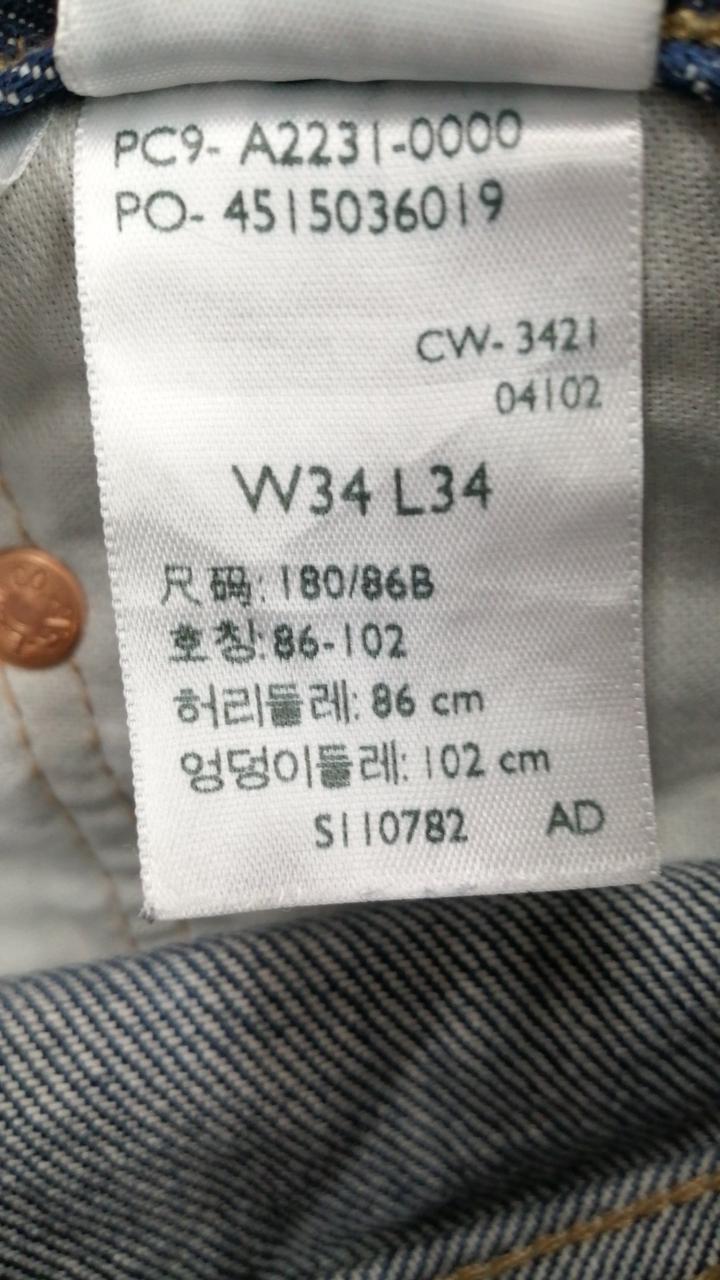 PC9- A2231-0000
PO- 4515036019
CW- 3421
04102
W34 L34
尺码: 180/86B
호칭:86-102
허리둘레: 86 cm
엉덩이둘레: 102 cm
S110782 AD